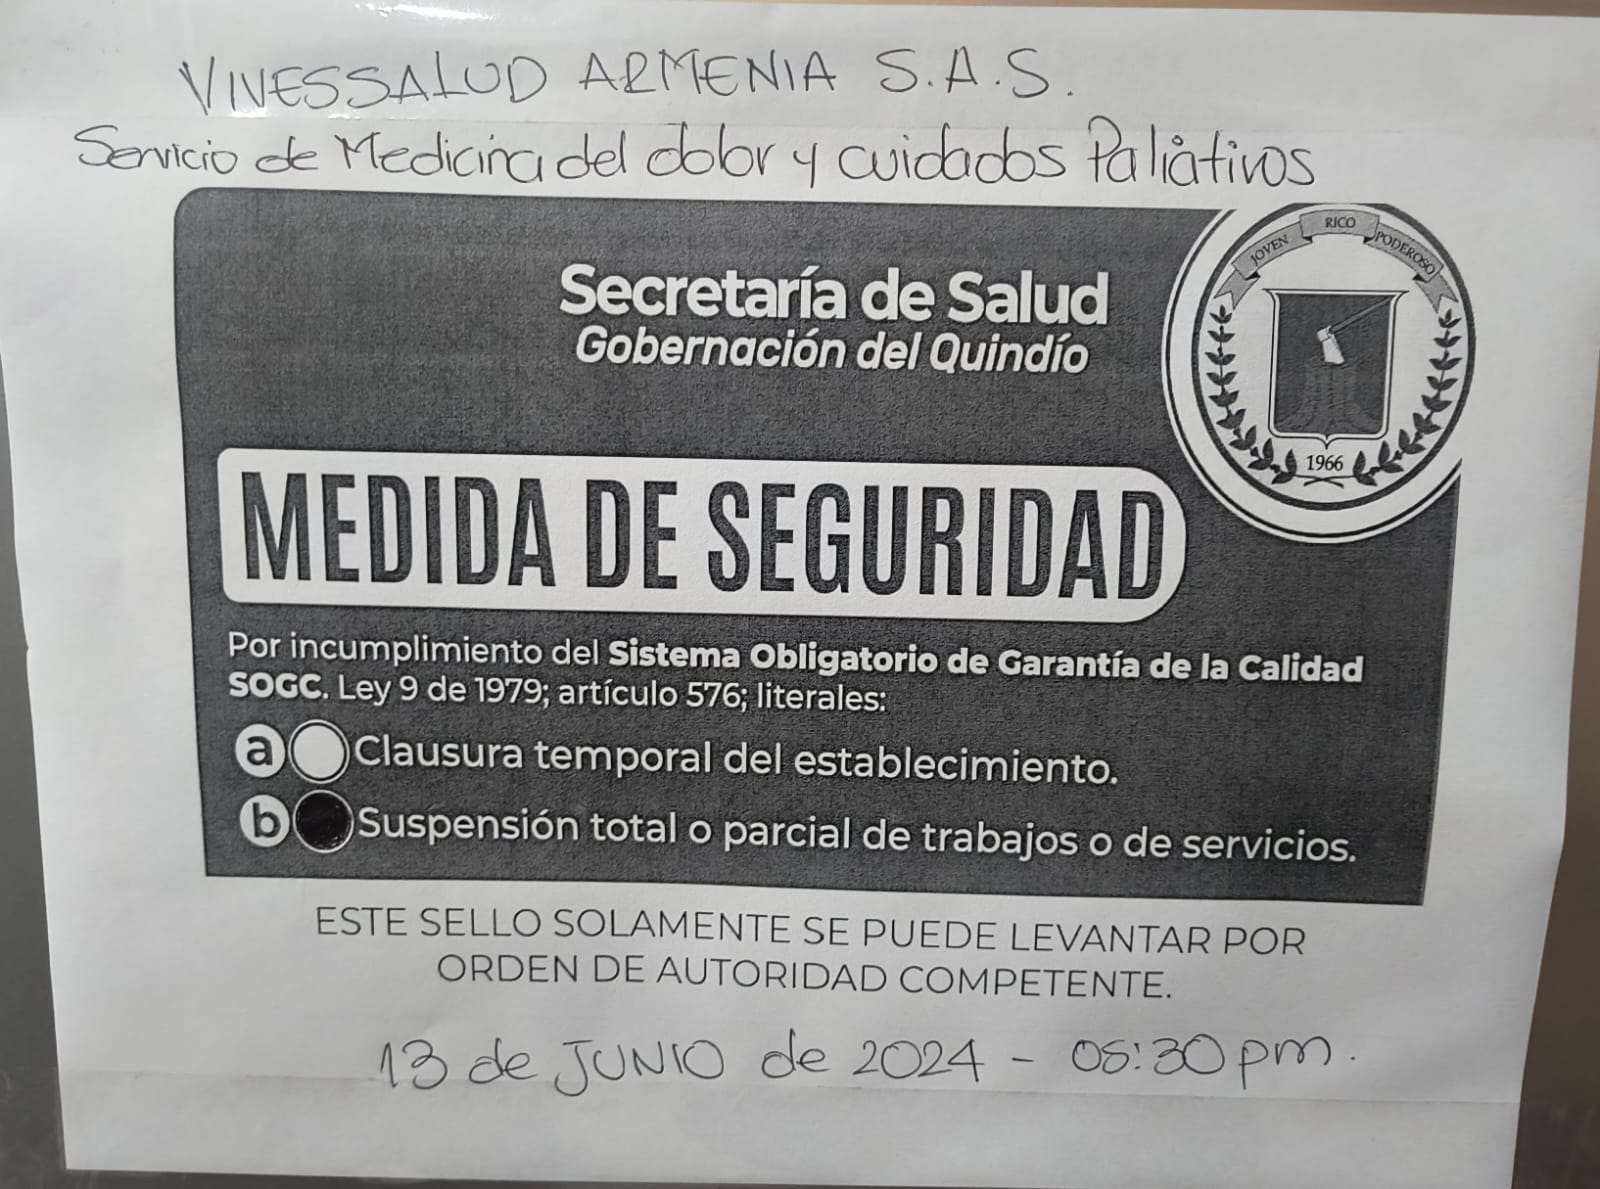 VIVESSALUD ARMENIA S.A.S.
Servicio de Medicina del dolor y cuidados Paliativos
JOVEN RICO PODEROSO
Secretaría de Salud
Gobernación del Quindío
1966
MEDIDA DE SEGURIDAD
Por incumplimiento del Sistema Obligatorio de Garantía de la Calidad
SOGC. Ley 9 de 1979; artículo 576; literales:
a Clausura temporal del establecimiento.
b Suspensión total o parcial de trabajos o de servicios.
ESTE SELLO SOLAMENTE SE PUEDE LEVANTAR POR
ORDEN DE AUTORIDAD COMPETENTE.
13 de JUNIO de 2024 - 05:30 pm.